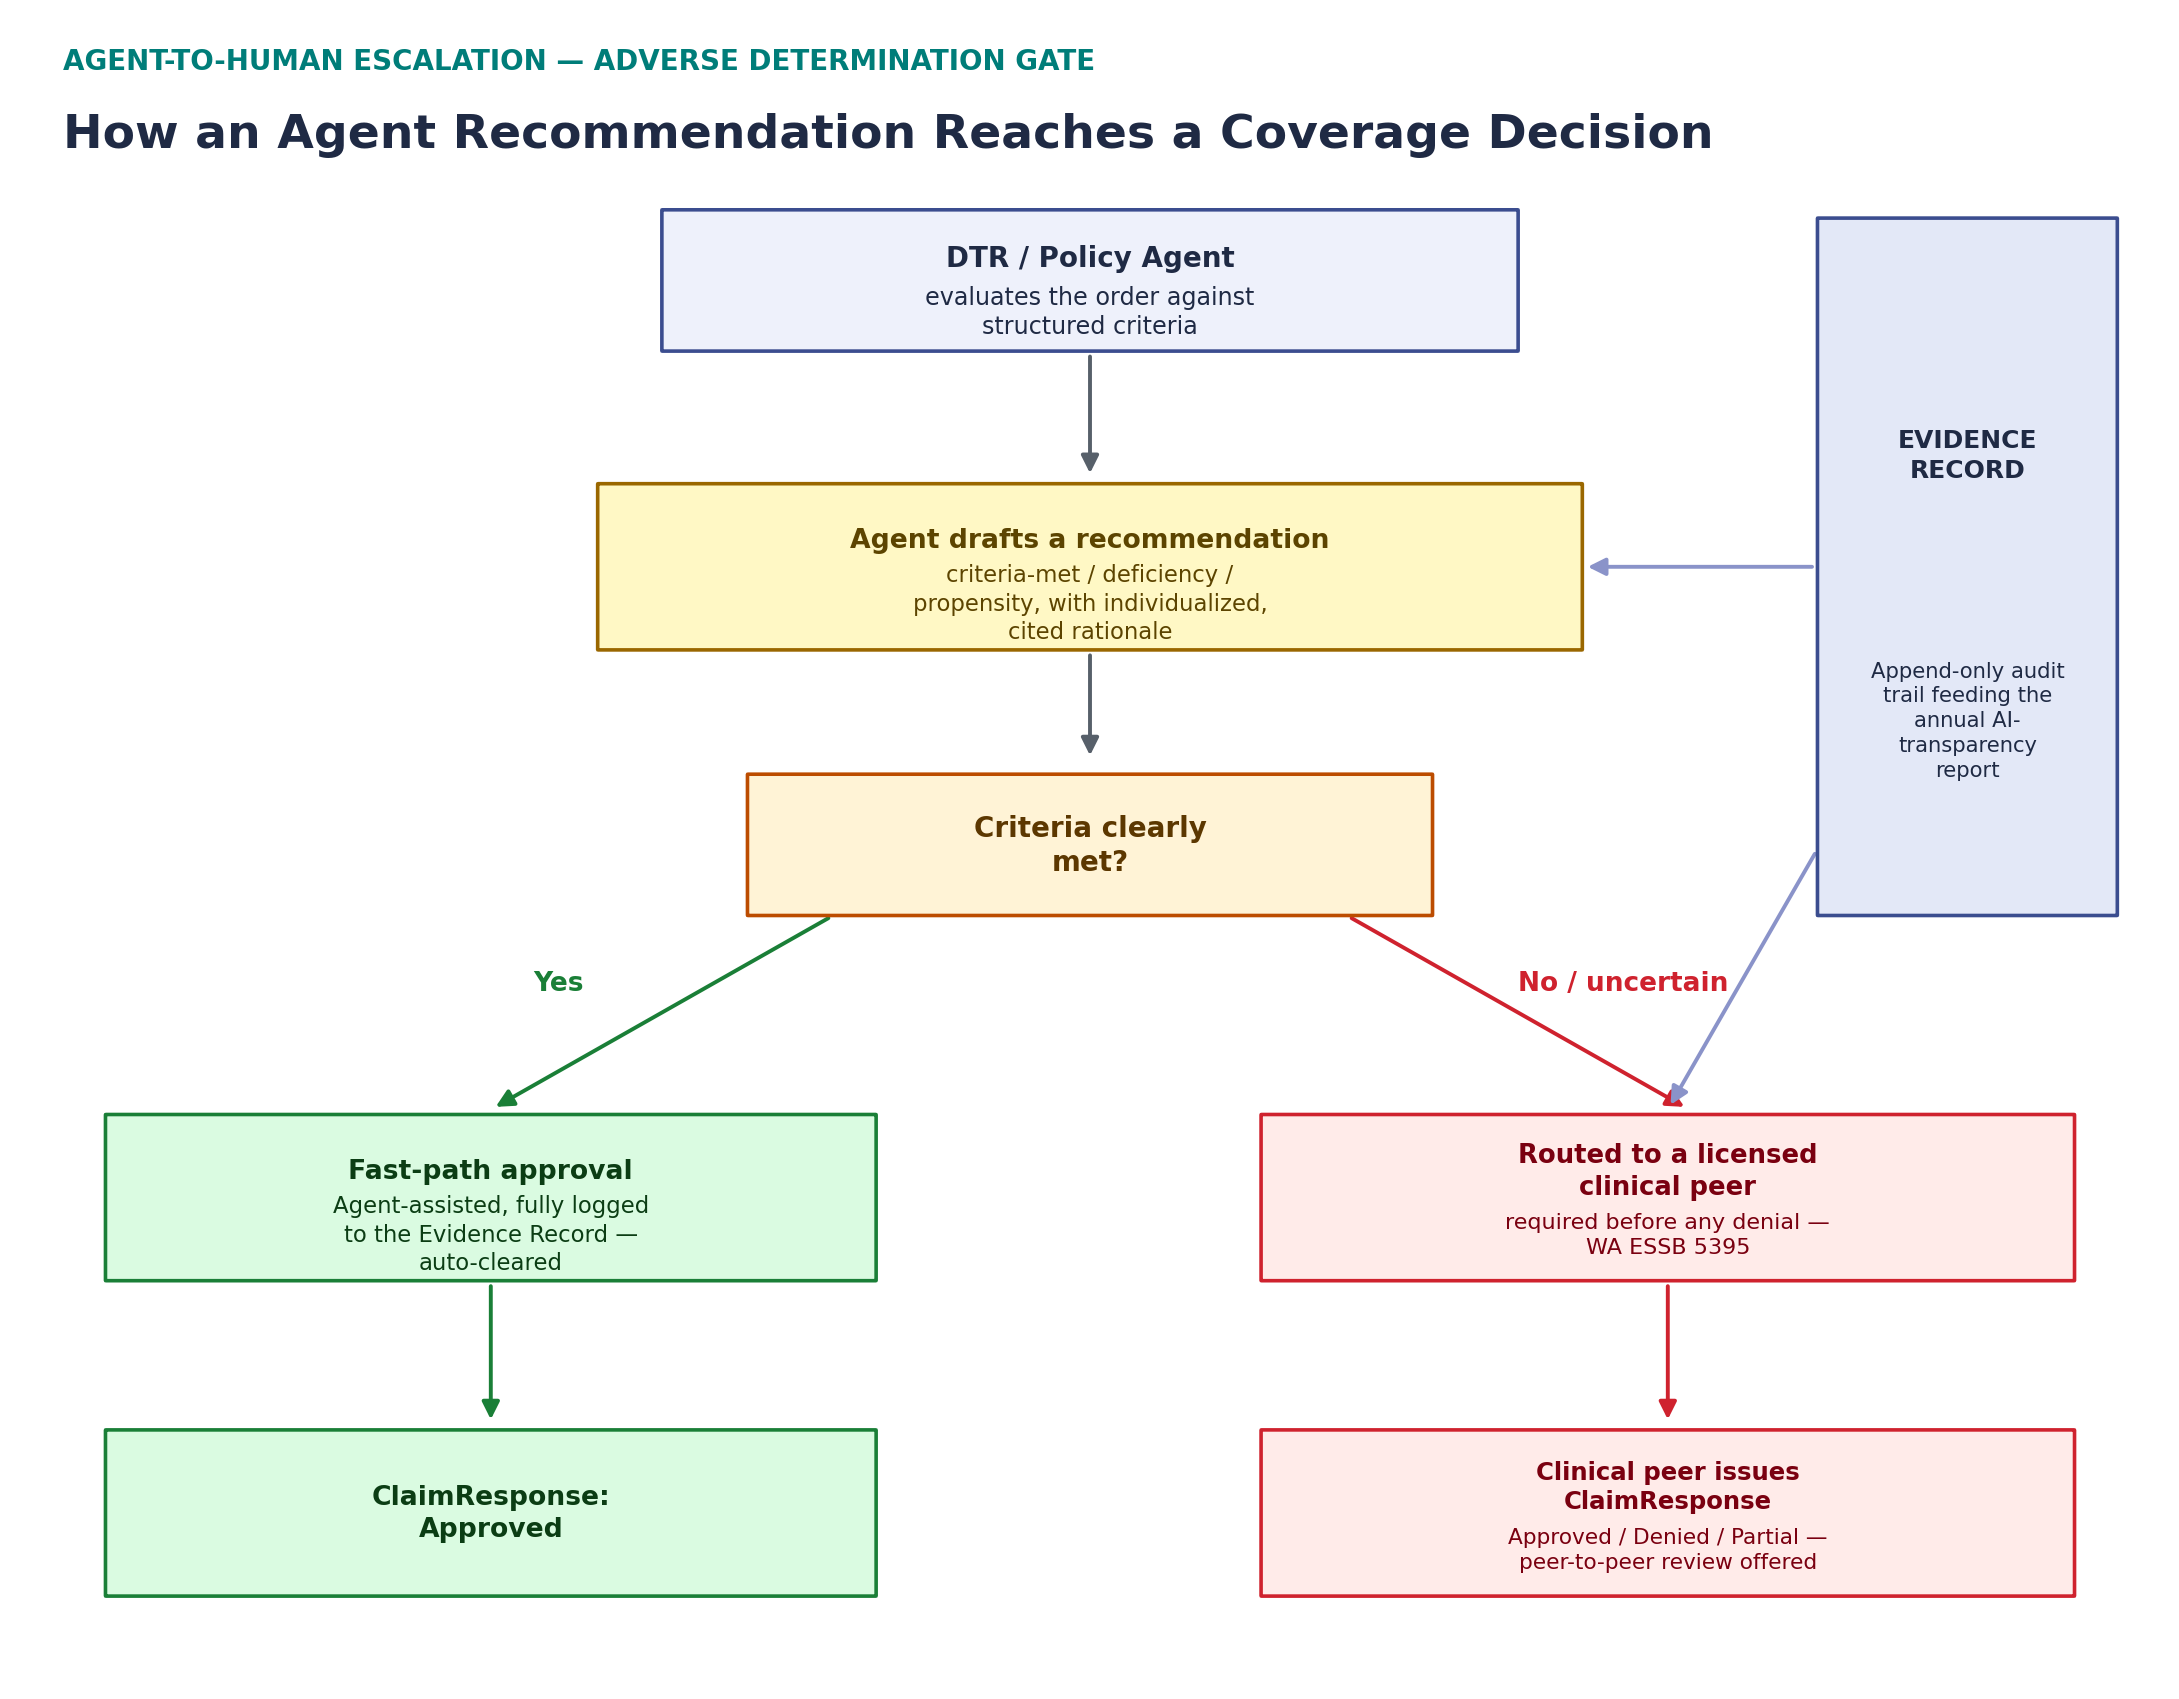 AGENT-TO-HUMAN ESCALATION — ADVERSE DETERMINATION GATE
How an Agent Recommendation Reaches a Coverage Decision
DTR / Policy Agent
evaluates the order against
structured criteria
Agent drafts a recommendation
criteria-met / deficiency /
propensity, with individualized,
cited rationale
EVIDENCE
RECORD
Append-only audit
trail feeding the
annual AI-
transparency
report
Criteria clearly
met?
Yes
No / uncertain
Fast-path approval
Agent-assisted, fully logged
to the Evidence Record —
auto-cleared
Routed to a licensed
clinical peer
required before any denial —
WA ESSB 5395
ClaimResponse:
Approved
Clinical peer issues
ClaimResponse
Approved / Denied / Partial —
peer-to-peer review offered